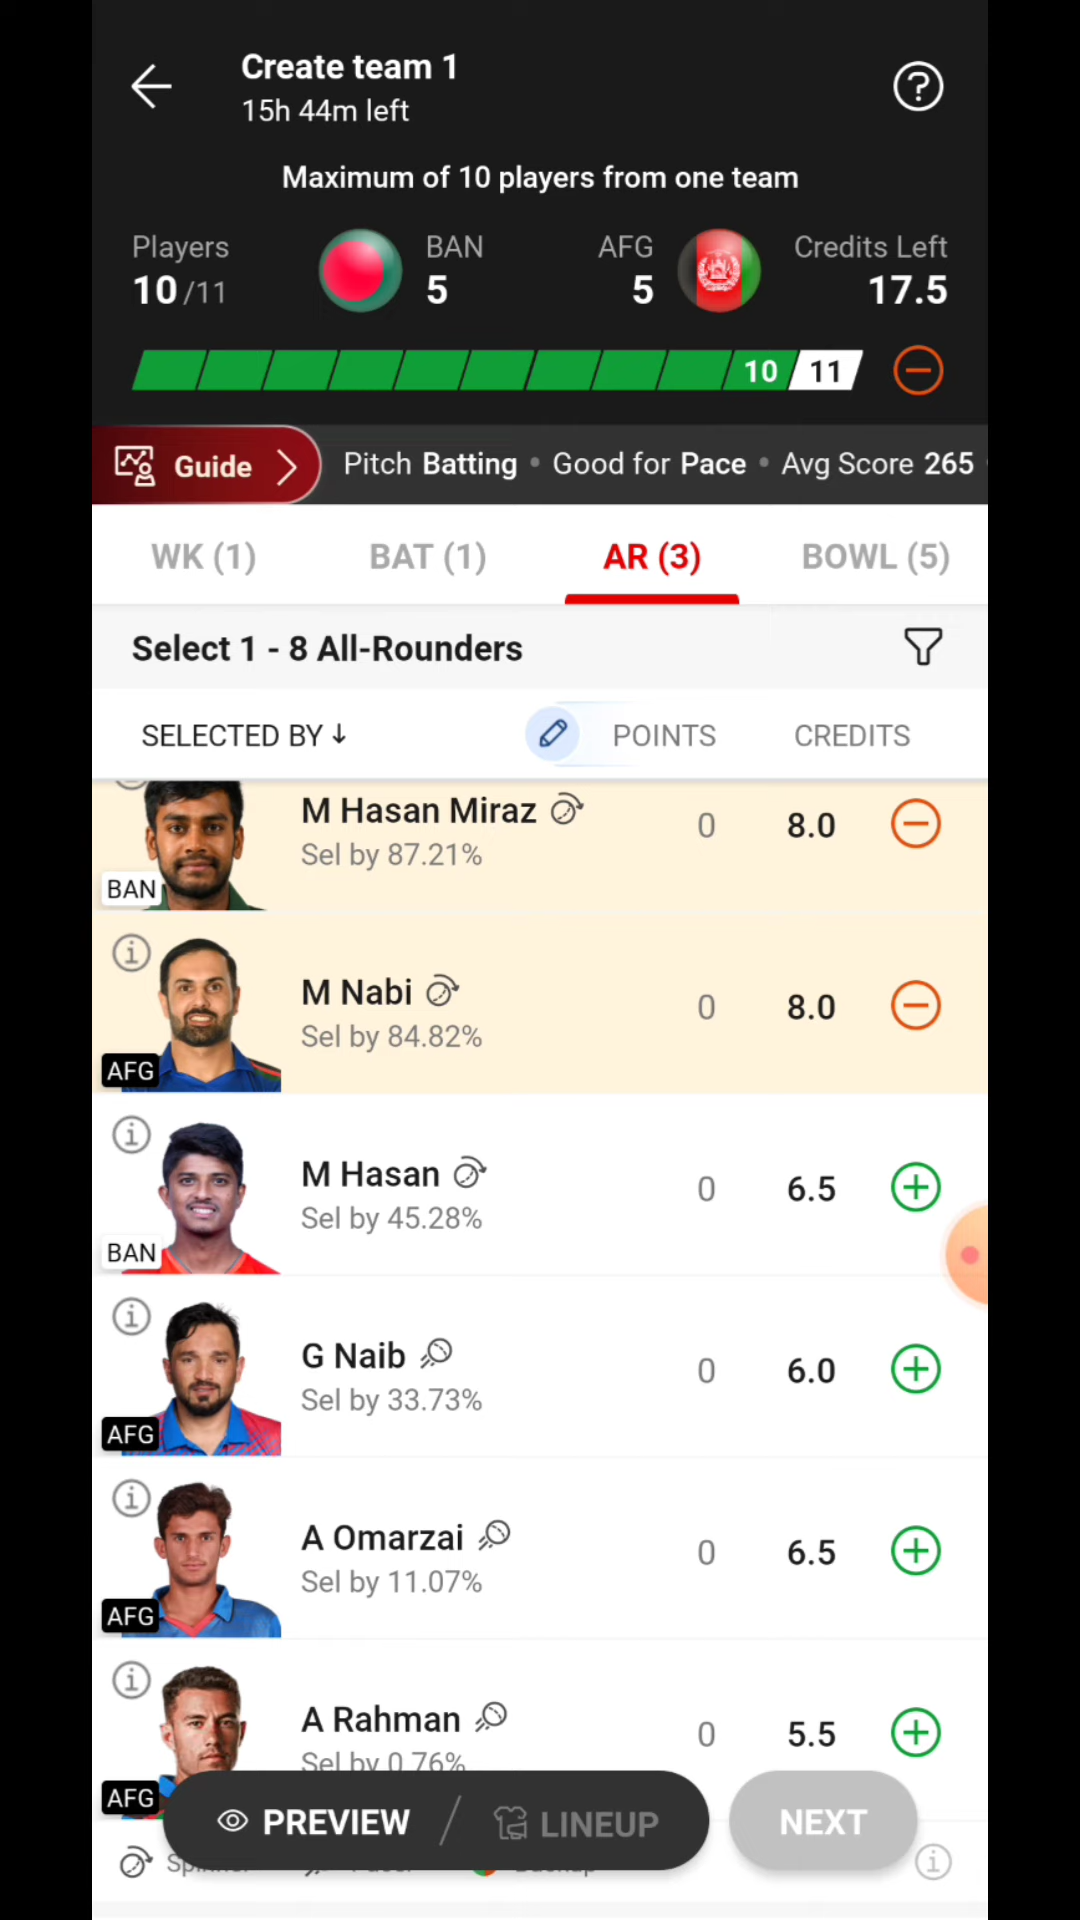 Create team 1
15h 44m left
Maximum of 10 players from one team
Players BAN AFG Credits Left
10/11 5 5 17.5
10 11
Guide Pitch Batting • Good for Pace • Avg Score 265
WK (1) BAT (1) AR (3) BOWL (5)
Select 1 - 8 All-Rounders
SELECTED BY ↓ POINTS CREDITS
M Hasan Miraz 0 8.0
Sel by 87.21%
BAN
M Nabi 0 8.0
Sel by 84.82%
AFG
M Hasan 0 6.5
Sel by 45.28%
BAN
G Naib 0 6.0
Sel by 33.73%
AFG
A Omarzai 0 6.5
Sel by 11.07%
AFG
A Rahman 0 5.5
Sel by 0.76%
AFG
PREVIEW / LINEUP NEXT